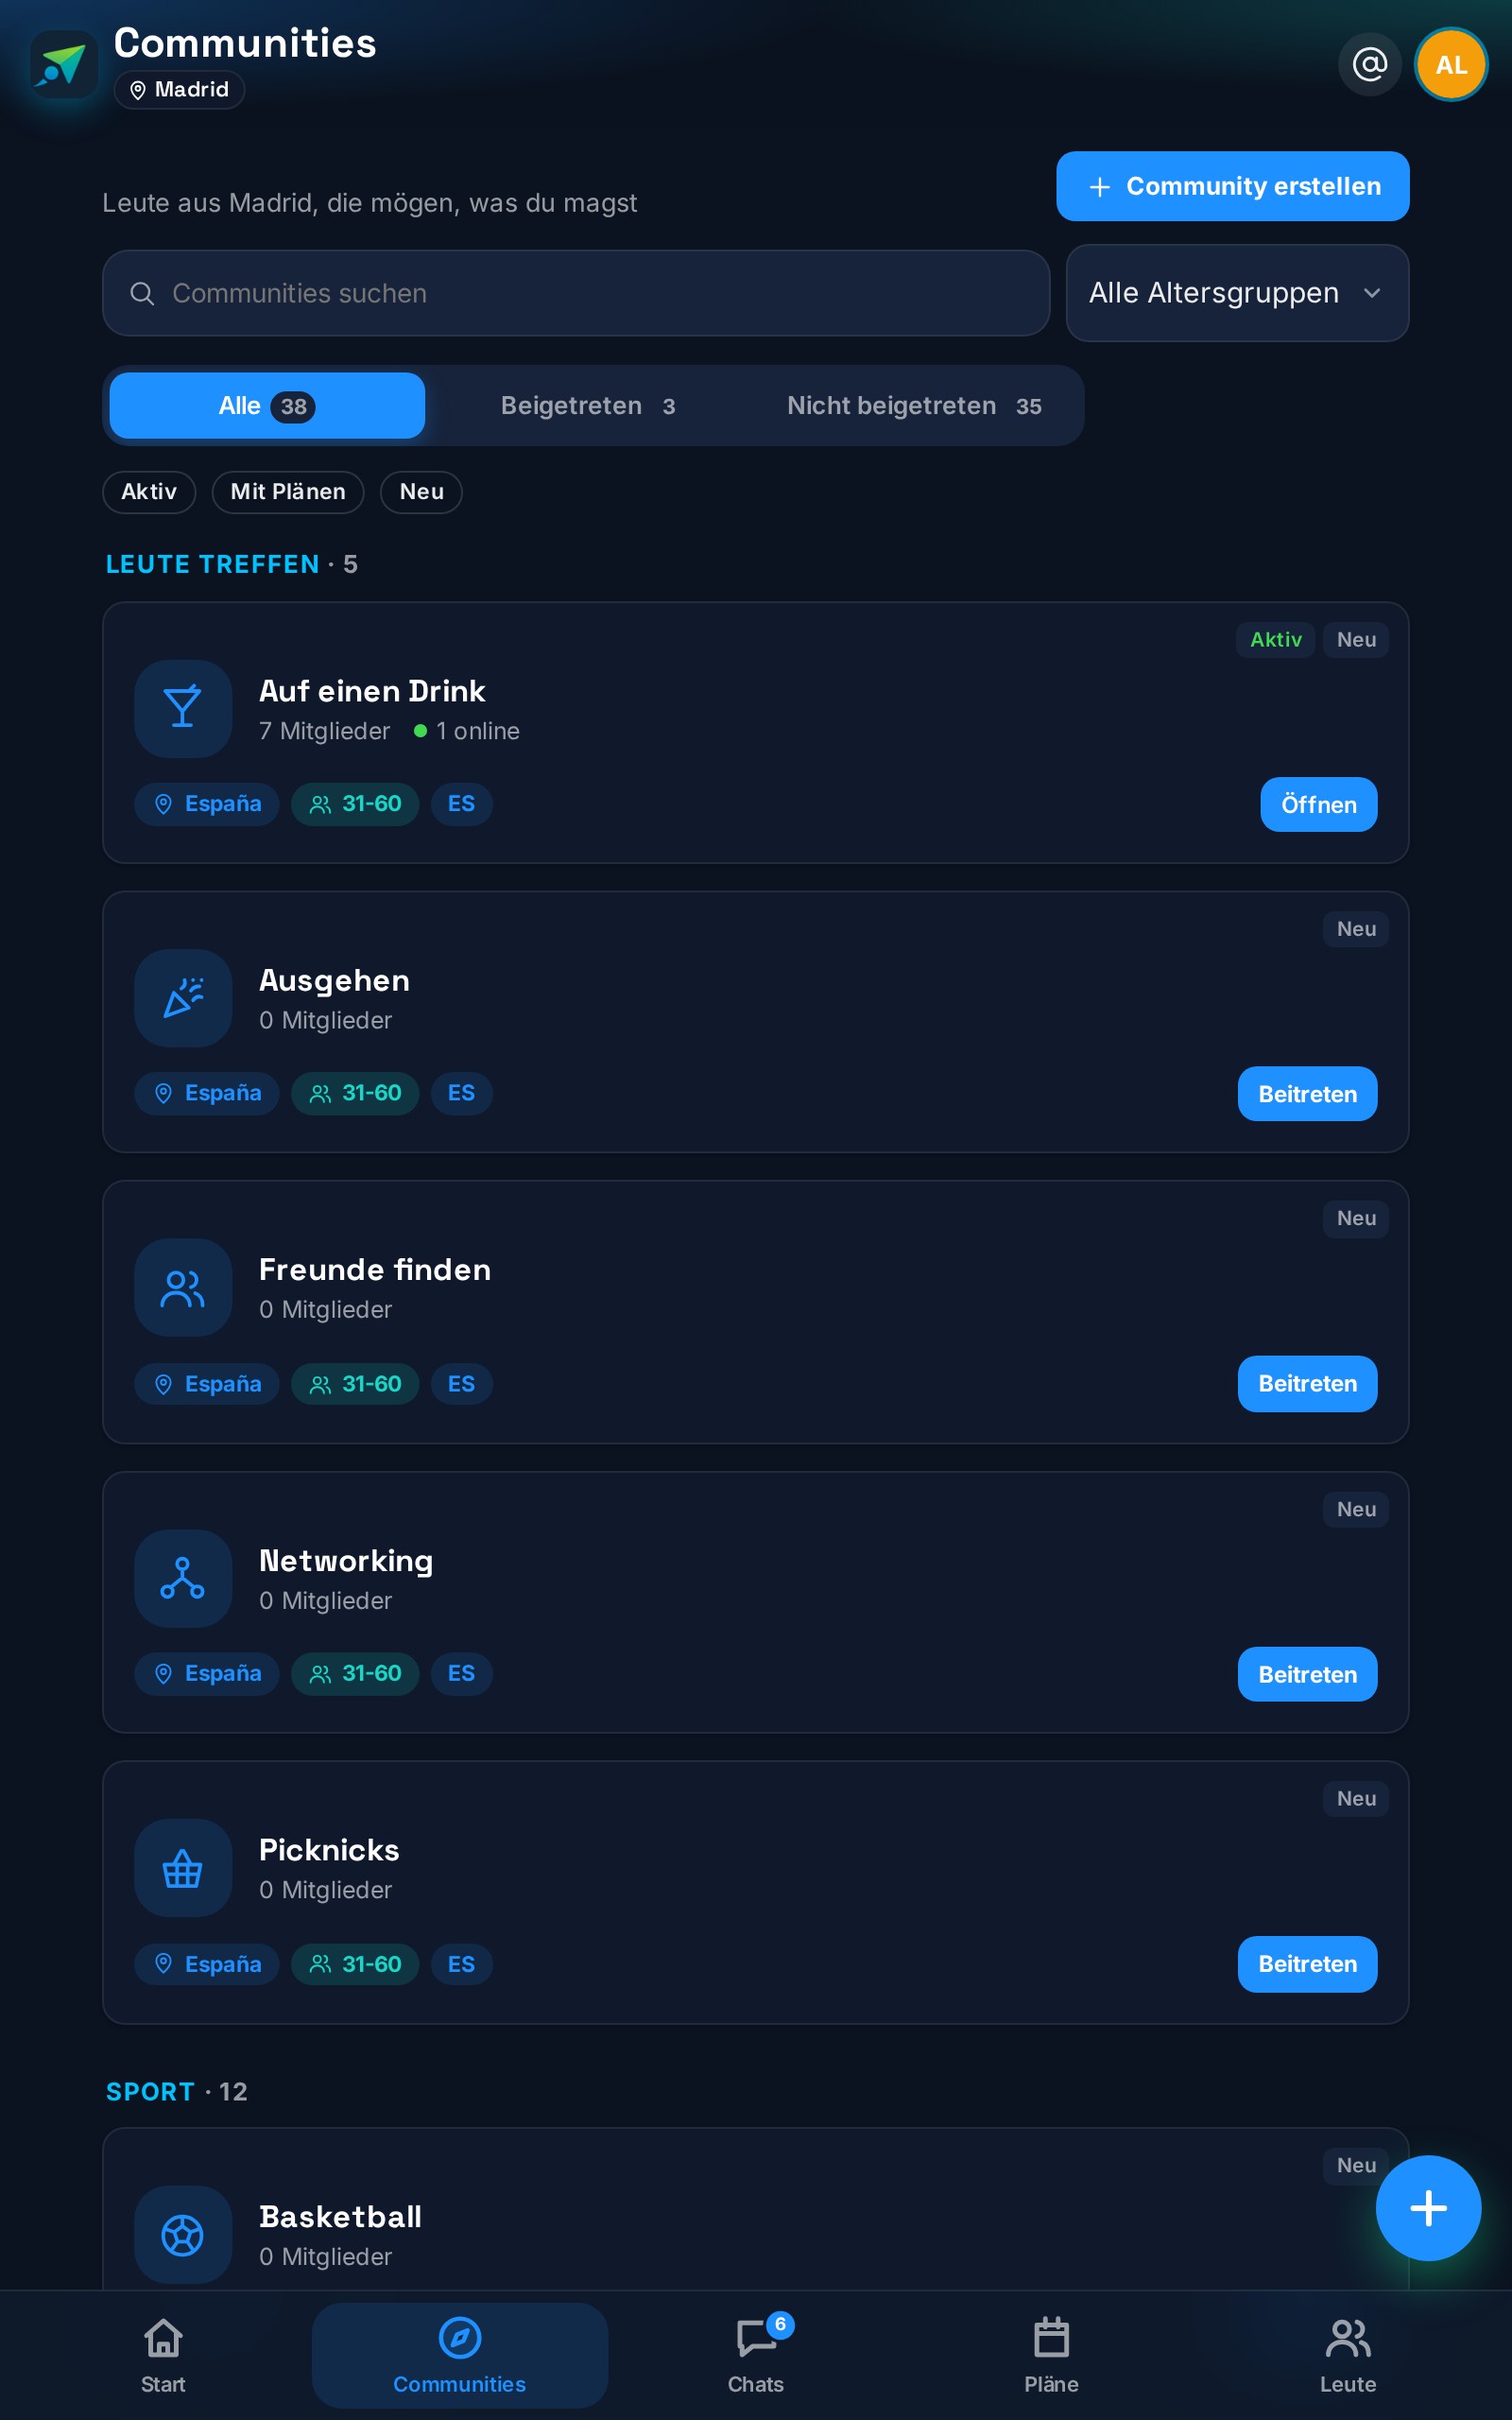 Communities
Madrid
AL
Leute aus Madrid, die mögen, was du magst
Community erstellen
Communities suchen
Alle Altersgruppen
Alle 38
Beigetreten 3
Nicht beigetreten 35
Aktiv
Mit Plänen
Neu
LEUTE TREFFEN · 5
Aktiv
Neu
Auf einen Drink
7 Mitglieder
1 online
España
31-60
ES
Öffnen
Neu
Ausgehen
0 Mitglieder
España
31-60
ES
Beitreten
Neu
Freunde finden
0 Mitglieder
España
31-60
ES
Beitreten
Neu
Networking
0 Mitglieder
España
31-60
ES
Beitreten
Neu
Picknicks
0 Mitglieder
España
31-60
ES
Beitreten
SPORT · 12
Neu
Basketball
0 Mitglieder
Start
Communities
6
Chats
Pläne
Leute